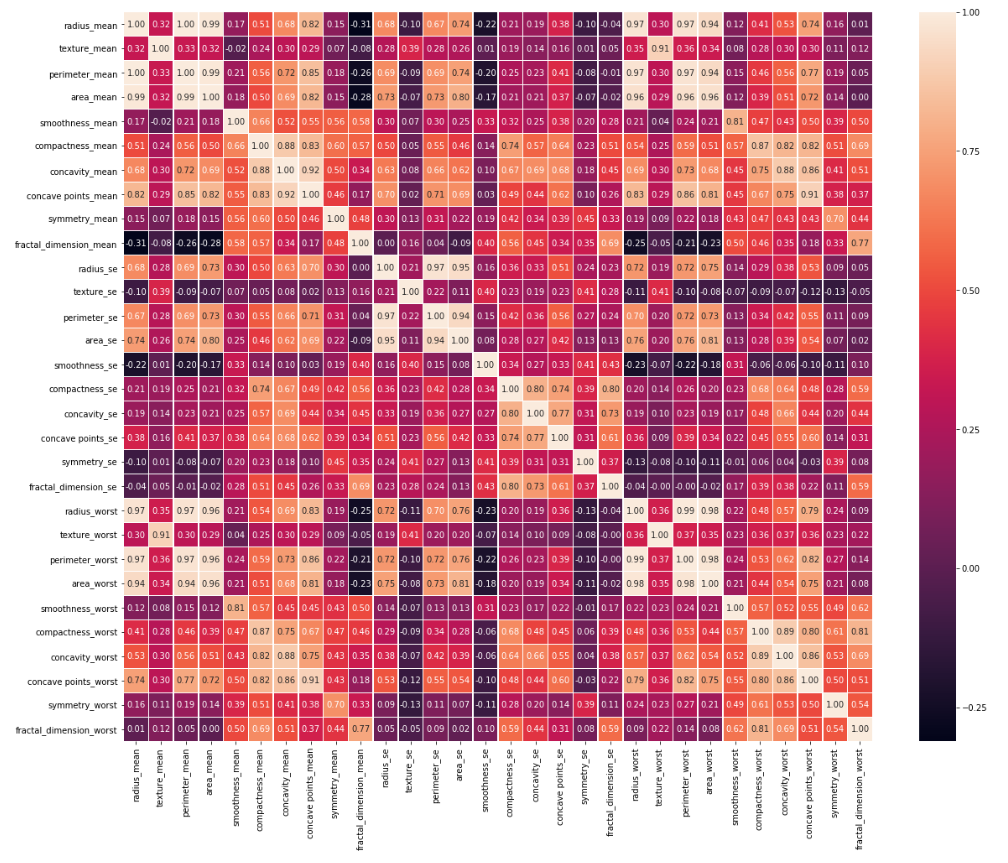 radius_mean 1.00 0.32 1.00 0.99 0.17 0.51 0.68 0.82 0.15 -0.31 0.68 -0.10 0.67 0.74 -0.22 0.21 0.19 0.38 -0.10 -0.04 0.97 0.30 0.97 0.94 0.12 0.41 0.53 0.74 0.16 0.01
texture_mean 0.32 1.00 0.33 0.32 -0.02 0.24 0.30 0.29 0.07 -0.08 0.28 0.39 0.28 0.26 0.01 0.19 0.14 0.16 0.01 0.05 0.35 0.91 0.36 0.34 0.08 0.28 0.30 0.30 0.11 0.12
perimeter_mean 1.00 0.33 1.00 0.99 0.21 0.56 0.72 0.85 0.18 -0.26 0.69 -0.09 0.69 0.74 -0.20 0.25 0.23 0.41 -0.08 -0.01 0.97 0.30 0.97 0.94 0.15 0.46 0.56 0.77 0.19 0.05
area_mean 0.99 0.32 0.99 1.00 0.18 0.50 0.69 0.82 0.15 -0.28 0.73 -0.07 0.73 0.80 -0.17 0.21 0.21 0.37 -0.07 -0.02 0.96 0.29 0.96 0.96 0.12 0.39 0.51 0.72 0.14 0.00
smoothness_mean 0.17 -0.02 0.21 0.18 1.00 0.66 0.52 0.55 0.56 0.58 0.30 0.07 0.30 0.25 0.33 0.32 0.25 0.38 0.20 0.28 0.21 0.04 0.24 0.21 0.81 0.47 0.43 0.50 0.39 0.50
compactness_mean 0.51 0.24 0.56 0.50 0.66 1.00 0.88 0.83 0.60 0.57 0.50 0.05 0.55 0.46 0.14 0.74 0.57 0.64 0.23 0.51 0.54 0.25 0.59 0.51 0.57 0.87 0.82 0.82 0.51 0.69
concavity_mean 0.68 0.30 0.72 0.69 0.52 0.88 1.00 0.92 0.50 0.34 0.63 0.08 0.66 0.62 0.10 0.67 0.69 0.68 0.18 0.45 0.69 0.30 0.73 0.68 0.45 0.75 0.88 0.86 0.41 0.51
concave points_mean 0.82 0.29 0.85 0.82 0.55 0.83 0.92 1.00 0.46 0.17 0.70 0.02 0.71 0.69 0.03 0.49 0.44 0.62 0.10 0.26 0.83 0.29 0.86 0.81 0.45 0.67 0.75 0.91 0.38 0.37
symmetry_mean 0.15 0.07 0.18 0.15 0.56 0.60 0.50 0.46 1.00 0.48 0.30 0.13 0.31 0.22 0.19 0.42 0.34 0.39 0.45 0.33 0.19 0.09 0.22 0.18 0.43 0.47 0.43 0.43 0.70 0.44
fractal_dimension_mean -0.31 -0.08 -0.26 -0.28 0.58 0.57 0.34 0.17 0.48 1.00 0.00 0.16 0.04 -0.09 0.40 0.56 0.45 0.34 0.35 0.69 -0.25 -0.05 -0.21 -0.23 0.50 0.46 0.35 0.18 0.33 0.77
radius_se 0.68 0.28 0.69 0.73 0.30 0.50 0.63 0.70 0.30 0.00 1.00 0.21 0.97 0.95 0.16 0.36 0.33 0.51 0.24 0.23 0.72 0.19 0.72 0.75 0.14 0.29 0.38 0.53 0.09 0.05
texture_se -0.10 0.39 -0.09 -0.07 0.07 0.05 0.08 0.02 0.13 0.16 0.21 1.00 0.22 0.11 0.40 0.23 0.19 0.23 0.41 0.28 -0.11 0.41 -0.10 -0.08 -0.07 -0.09 -0.07 -0.12 -0.13 -0.05
perimeter_se 0.67 0.28 0.69 0.73 0.30 0.55 0.66 0.71 0.31 0.04 0.97 0.22 1.00 0.94 0.15 0.42 0.36 0.56 0.27 0.24 0.70 0.20 0.72 0.73 0.13 0.34 0.42 0.55 0.11 0.09
area_se 0.74 0.26 0.74 0.80 0.25 0.46 0.62 0.69 0.22 -0.09 0.95 0.11 0.94 1.00 0.08 0.28 0.27 0.42 0.13 0.13 0.76 0.20 0.76 0.81 0.13 0.28 0.39 0.54 0.07 0.02
smoothness_se -0.22 0.01 -0.20 -0.17 0.33 0.14 0.10 0.03 0.19 0.40 0.16 0.40 0.15 0.08 1.00 0.34 0.27 0.33 0.41 0.43 -0.23 -0.07 -0.22 -0.18 0.31 -0.06 -0.06 -0.10 -0.11 0.10
compactness_se 0.21 0.19 0.25 0.21 0.32 0.74 0.67 0.49 0.42 0.56 0.36 0.23 0.42 0.28 0.34 1.00 0.80 0.74 0.39 0.80 0.20 0.14 0.26 0.20 0.23 0.68 0.64 0.48 0.28 0.59
concavity_se 0.19 0.14 0.23 0.21 0.25 0.57 0.69 0.44 0.34 0.45 0.33 0.19 0.36 0.27 0.27 0.80 1.00 0.77 0.31 0.73 0.19 0.10 0.23 0.19 0.17 0.48 0.66 0.44 0.20 0.44
concave points_se 0.38 0.16 0.41 0.37 0.38 0.64 0.68 0.62 0.39 0.34 0.51 0.23 0.56 0.42 0.33 0.74 0.77 1.00 0.31 0.61 0.36 0.09 0.39 0.34 0.22 0.45 0.55 0.60 0.14 0.31
symmetry_se -0.10 0.01 -0.08 -0.07 0.20 0.23 0.18 0.10 0.45 0.35 0.24 0.41 0.27 0.13 0.41 0.39 0.31 0.31 1.00 0.37 -0.13 -0.08 -0.10 -0.11 -0.01 0.06 0.04 -0.03 0.39 0.08
fractal_dimension_se -0.04 0.05 -0.01 -0.02 0.28 0.51 0.45 0.26 0.33 0.69 0.23 0.28 0.24 0.13 0.43 0.80 0.73 0.61 0.37 1.00 -0.04 -0.00 -0.00 -0.02 0.17 0.39 0.38 0.22 0.11 0.59
radius_worst 0.97 0.35 0.97 0.96 0.21 0.54 0.69 0.83 0.19 -0.25 0.72 -0.11 0.70 0.76 -0.23 0.20 0.19 0.36 -0.13 -0.04 1.00 0.36 0.99 0.98 0.22 0.48 0.57 0.79 0.24 0.09
texture_worst 0.30 0.91 0.30 0.29 0.04 0.25 0.30 0.29 0.09 -0.05 0.19 0.41 0.20 0.20 -0.07 0.14 0.10 0.09 -0.08 -0.00 0.36 1.00 0.37 0.35 0.23 0.36 0.37 0.36 0.23 0.22
perimeter_worst 0.97 0.36 0.97 0.96 0.24 0.59 0.73 0.86 0.22 -0.21 0.72 -0.10 0.72 0.76 -0.22 0.26 0.23 0.39 -0.10 -0.00 0.99 0.37 1.00 0.98 0.24 0.53 0.62 0.82 0.27 0.14
area_worst 0.94 0.34 0.94 0.96 0.21 0.51 0.68 0.81 0.18 -0.23 0.75 -0.08 0.73 0.81 -0.18 0.20 0.19 0.34 -0.11 -0.02 0.98 0.35 0.98 1.00 0.21 0.44 0.54 0.75 0.21 0.08
smoothness_worst 0.12 0.08 0.15 0.12 0.81 0.57 0.45 0.45 0.43 0.50 0.14 -0.07 0.13 0.13 0.31 0.23 0.17 0.22 -0.01 0.17 0.22 0.23 0.24 0.21 1.00 0.57 0.52 0.55 0.49 0.62
compactness_worst 0.41 0.28 0.46 0.39 0.47 0.87 0.75 0.67 0.47 0.46 0.29 -0.09 0.34 0.28 -0.06 0.68 0.48 0.45 0.06 0.39 0.48 0.36 0.53 0.44 0.57 1.00 0.89 0.80 0.61 0.81
concavity_worst 0.53 0.30 0.56 0.51 0.43 0.82 0.88 0.75 0.43 0.35 0.38 -0.07 0.42 0.39 -0.06 0.64 0.66 0.55 0.04 0.38 0.57 0.37 0.62 0.54 0.52 0.89 1.00 0.86 0.53 0.69
concave points_worst 0.74 0.30 0.77 0.72 0.50 0.82 0.86 0.91 0.43 0.18 0.53 -0.12 0.55 0.54 -0.10 0.48 0.44 0.60 -0.03 0.22 0.79 0.36 0.82 0.75 0.55 0.80 0.86 1.00 0.50 0.51
symmetry_worst 0.16 0.11 0.19 0.14 0.39 0.51 0.41 0.38 0.70 0.33 0.09 -0.13 0.11 0.07 -0.11 0.28 0.20 0.14 0.39 0.11 0.24 0.23 0.27 0.21 0.49 0.61 0.53 0.50 1.00 0.54
fractal_dimension_worst 0.01 0.12 0.05 0.00 0.50 0.69 0.51 0.37 0.44 0.77 0.05 -0.05 0.09 0.02 0.10 0.59 0.44 0.31 0.08 0.59 0.09 0.22 0.14 0.08 0.62 0.81 0.69 0.51 0.54 1.00
radius_mean
texture_mean
perimeter_mean
area_mean
smoothness_mean
compactness_mean
concavity_mean
concave points_mean
symmetry_mean
fractal_dimension_mean
radius_se
texture_se
perimeter_se
area_se
smoothness_se
compactness_se
concavity_se
concave points_se
symmetry_se
fractal_dimension_se
radius_worst
texture_worst
perimeter_worst
area_worst
smoothness_worst
compactness_worst
concavity_worst
concave points_worst
symmetry_worst
fractal_dimension_worst
1.00
0.75
0.50
0.25
0.00
-0.25